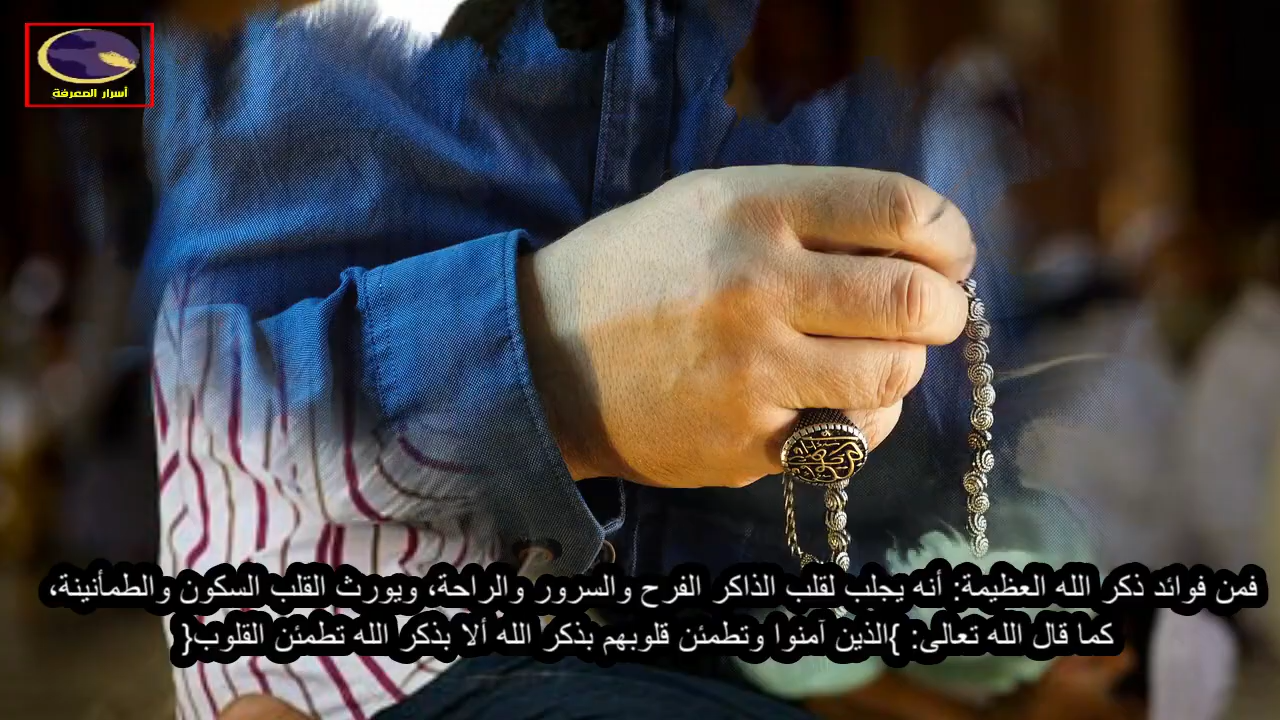 أسرار المعرفة
فمن فوائد ذكر الله العظيمة: أنه يجلب لقلب الذاكر الفرح والسرور والراحة، ويورث القلب السكون والطمأنينة،
كما قال الله تعالى: }الذين آمنوا وتطمئن قلوبهم بذكر الله ألا بذكر الله تطمئن القلوب{